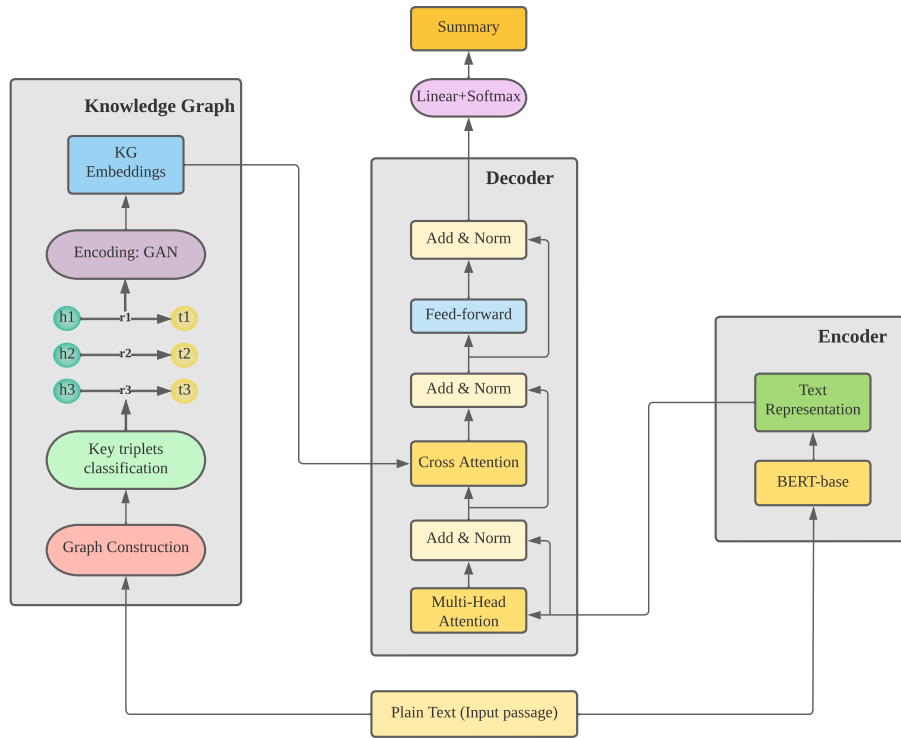 Summary
Linear+Softmax
Knowledge Graph
KG
Embeddings
Encoding: GAN
h1
r1
t1
h2
r2
t2
h3
r3
t3
Key triplets
classification
Graph Construction
Decoder
Add & Norm
Feed-forward
Add & Norm
Cross Attention
Add & Norm
Multi-Head
Attention
Encoder
Text
Representation
BERT-base
Plain Text (Input passage)